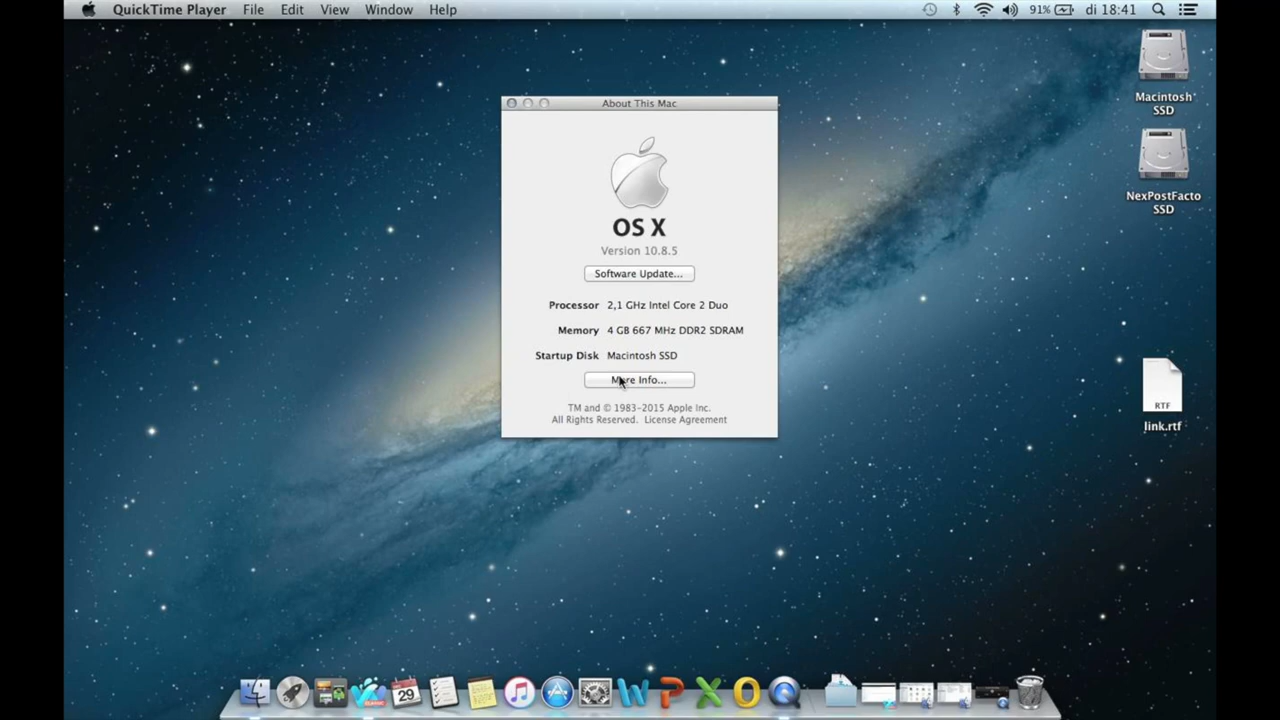 QuickTime Player File Edit View Window Help 91% di 18:41
Macintosh
SSD
NexPostFacto
SSD
About This Mac
OS X
Version 10.8.5
Software Update...
Processor 2,1 GHz Intel Core 2 Duo
Memory 4 GB 667 MHz DDR2 SDRAM
Startup Disk Macintosh SSD
More Info...
TM and © 1983-2015 Apple Inc.
All Rights Reserved. License Agreement
RTF
link.rtf
CLASSIC
29